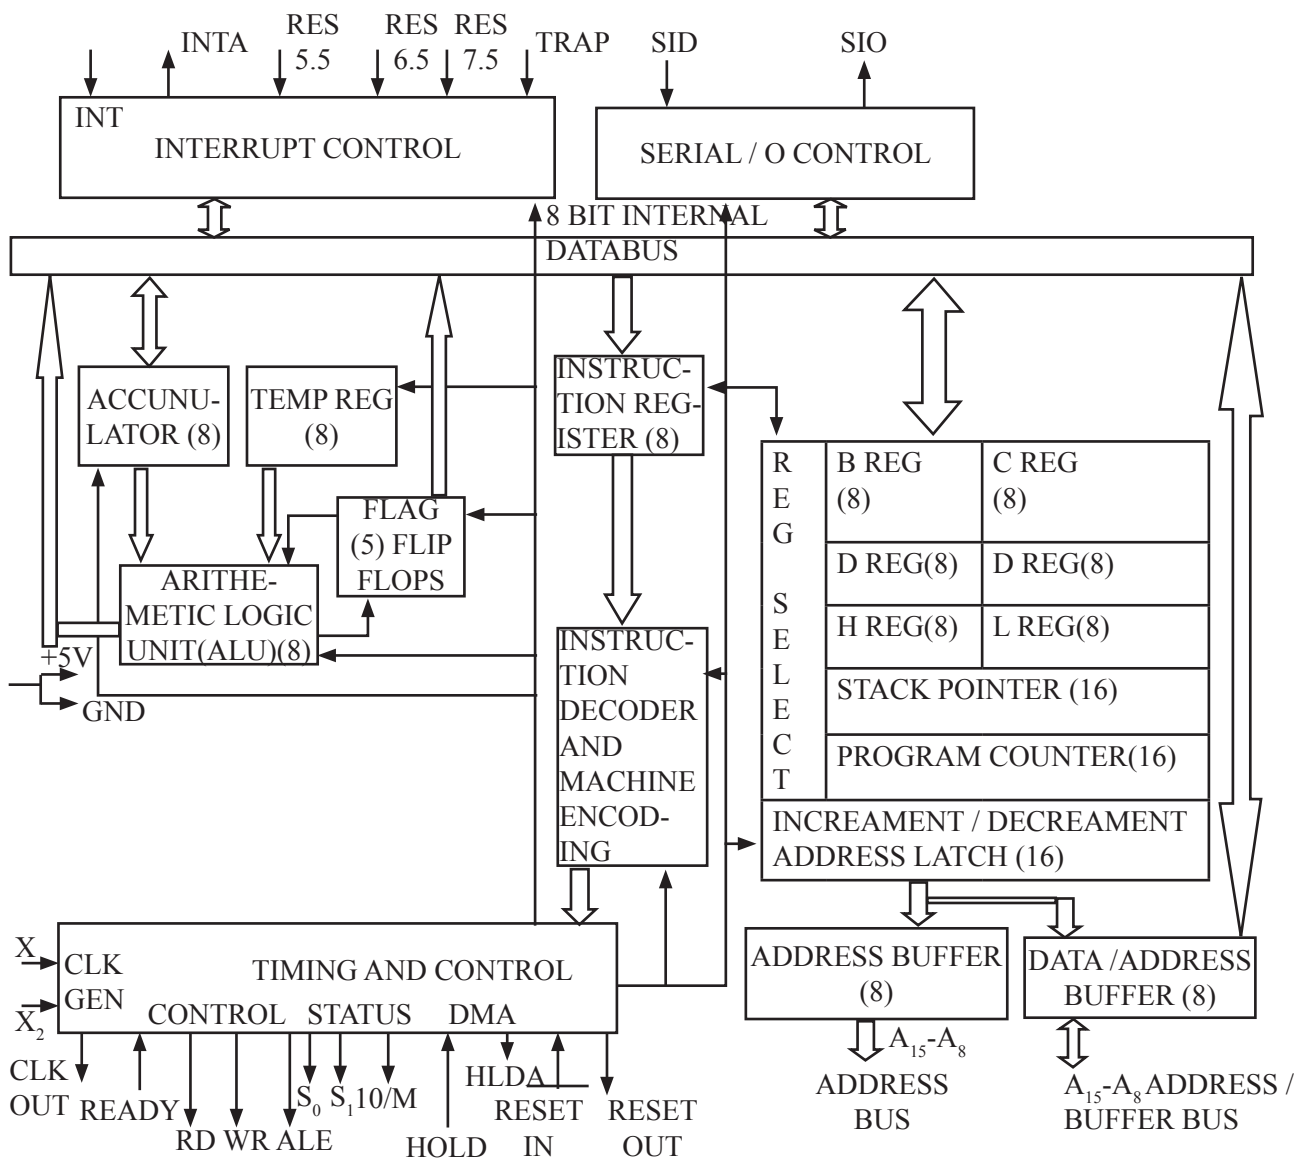 INTA
RES
5.5
RES
6.5
RES
7.5
TRAP
SID
SIO
INT
INTERRUPT CONTROL
SERIAL / O CONTROL
8 BIT INTERNAL
DATABUS
ACCUNU-
LATOR (8)
TEMP REG
(8)
INSTRUC-
TION REG-
ISTER (8)
FLAG
(5) FLIP
FLOPS
ARITHE-
METIC LOGIC
UNIT(ALU)(8)
+5V
GND
INSTRUC-
TION
DECODER
AND
MACHINE
ENCOD-
ING
R
E
G
S
E
L
E
C
T
B REG
(8)
C REG
(8)
D REG(8)
D REG(8)
H REG(8)
L REG(8)
STACK POINTER (16)
PROGRAM COUNTER(16)
INCREAMENT / DECREAMENT
ADDRESS LATCH (16)
X
X₂
CLK
GEN
TIMING AND CONTROL
CONTROL
STATUS
DMA
ADDRESS BUFFER
(8)
DATA /ADDRESS
BUFFER (8)
CLK
OUT
READY
RD WR ALE
S₀
S₁
10/M
HOLD
HLDA
RESET
IN
RESET
OUT
A₁₅-A₈
ADDRESS
BUS
A₁₅-A₈ ADDRESS /
BUFFER BUS